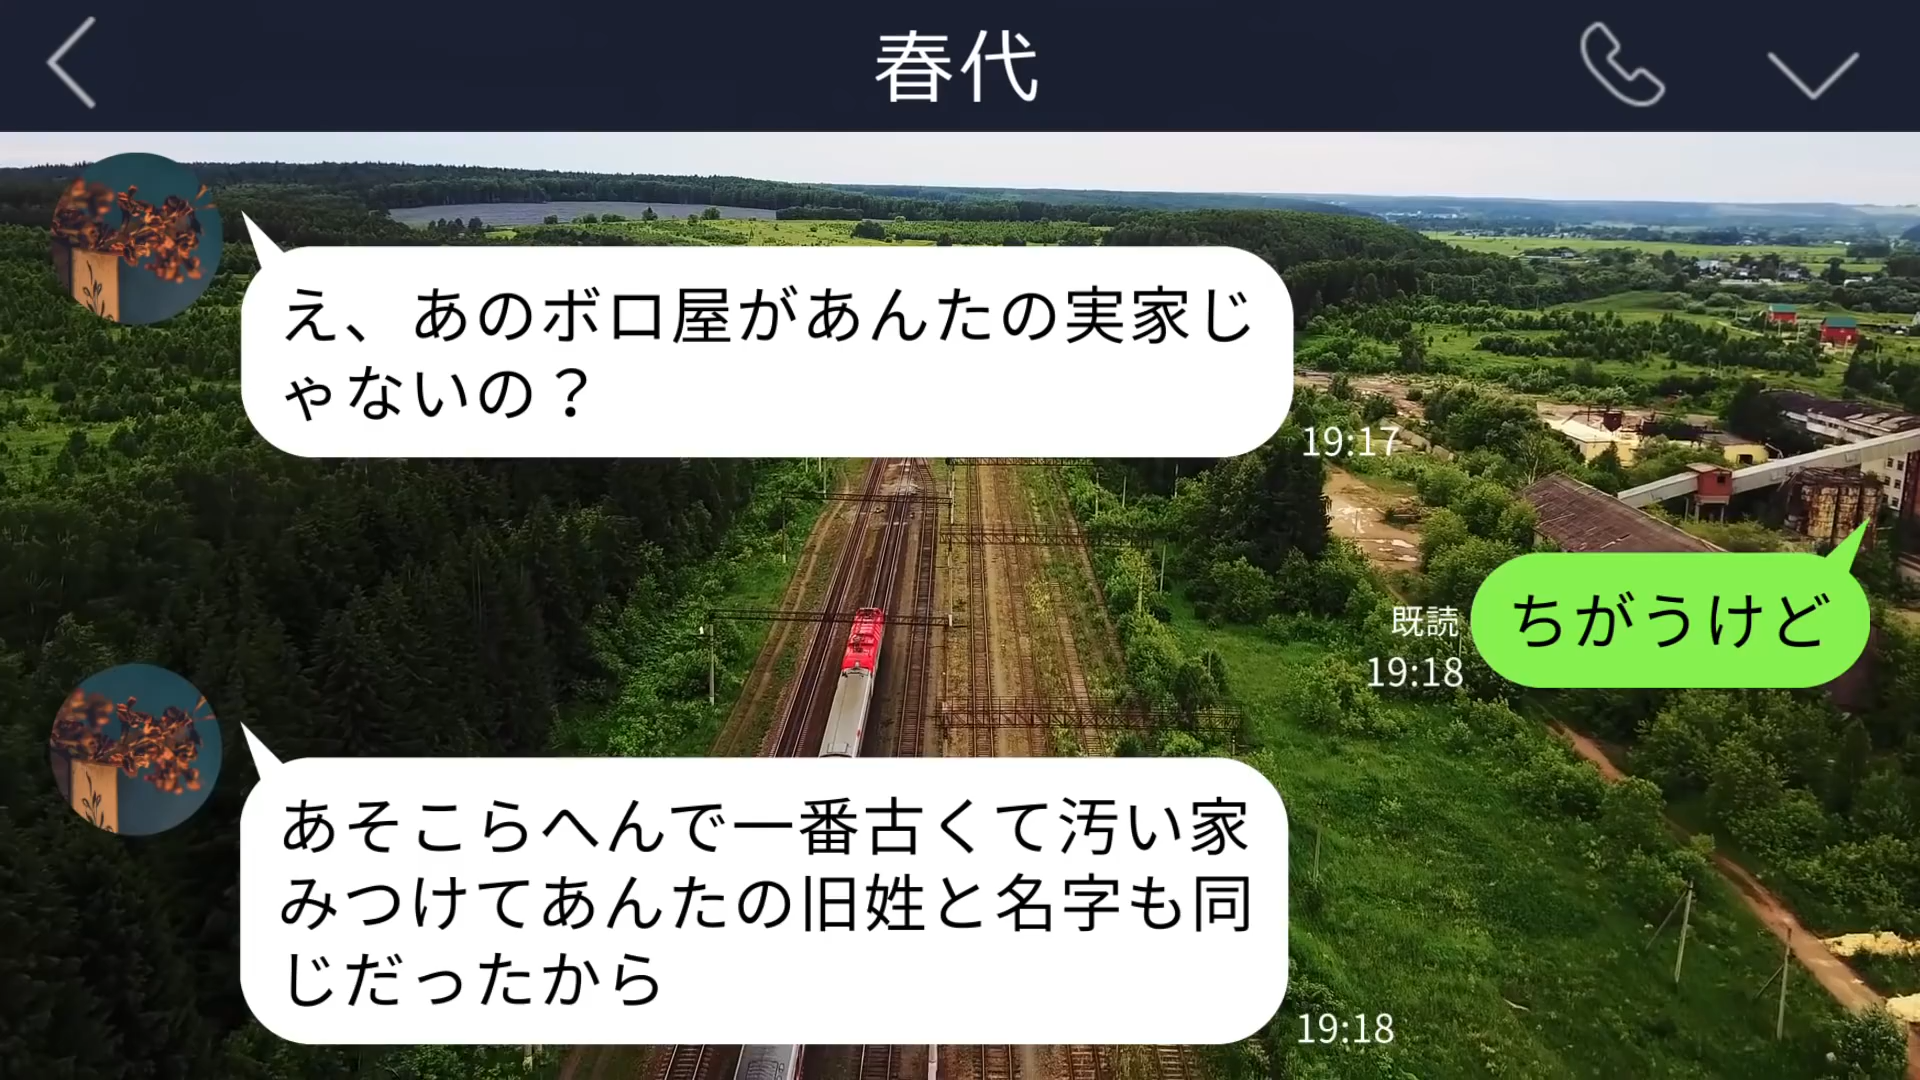 春代
え、あのボロ屋があんたの実家じ
ゃないの？
19:17
ちがうけど
既読
19:18
あそこらへんで一番古くて汚い家
みつけてあんたの旧姓と名字も同
じだったから
19:18